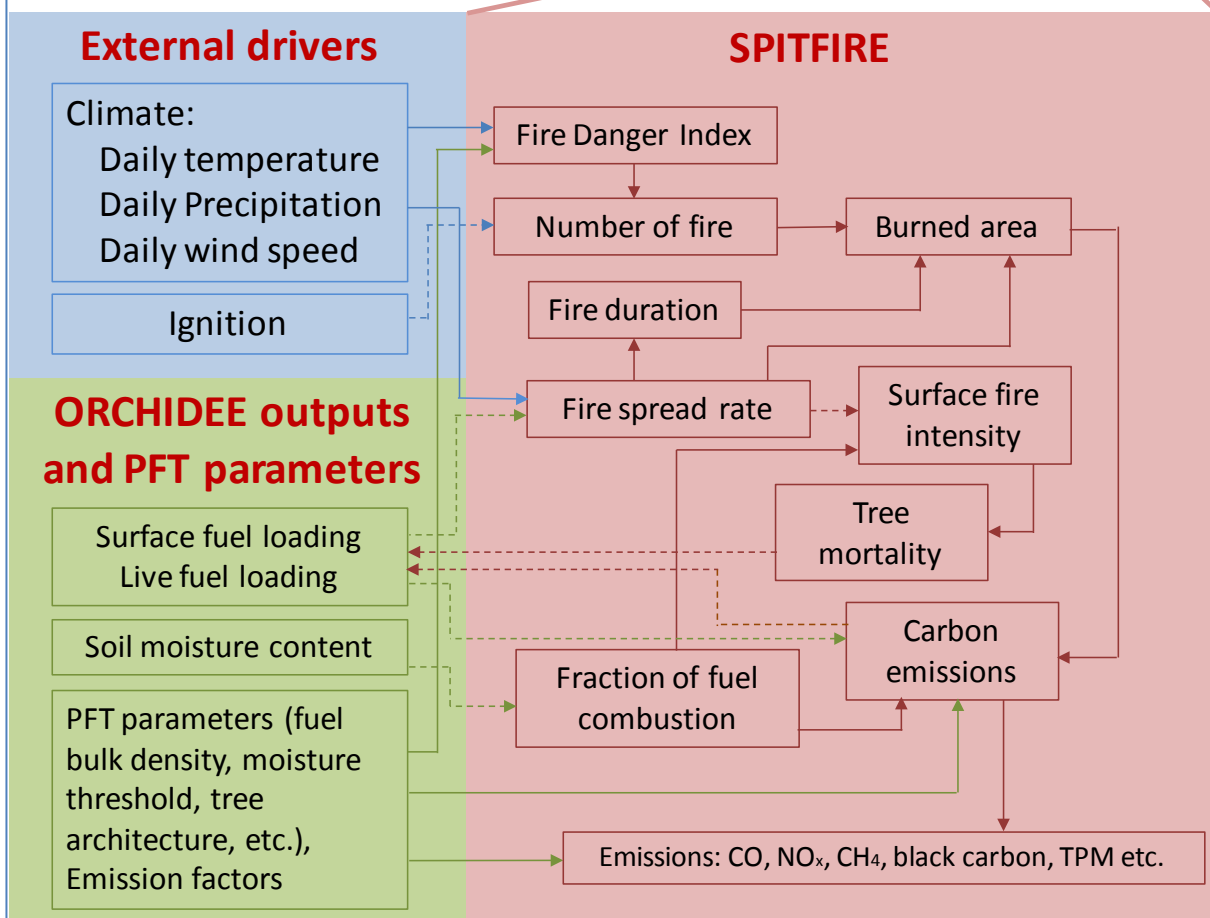 External drivers
Climate:
Daily temperature
Daily Precipitation
Daily wind speed
Ignition
ORCHIDEE outputs
and PFT parameters
Surface fuel loading
Live fuel loading
Soil moisture content
PFT parameters (fuel
bulk density, moisture
threshold, tree
architecture, etc.),
Emission factors
SPITFIRE
Fire Danger Index
Number of fire
Burned area
Fire duration
Fire spread rate
Surface fire
intensity
Tree
mortality
Carbon
emissions
Fraction of fuel
combustion
Emissions: CO, NOₓ, CH₄, black carbon, TPM etc.